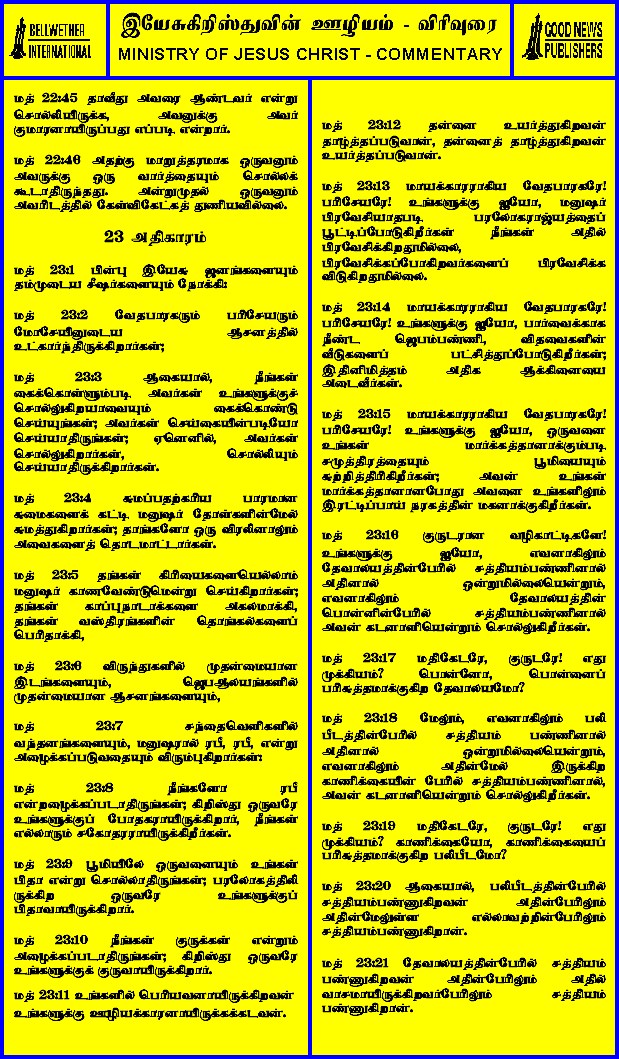 BELLWETHER
INTERNATIONAL
இயேசுகிறிஸ்துவின் ஊழியம் - விரிவுரை
MINISTRY OF JESUS CHRIST - COMMENTARY
GOOD NEWS
PUBLISHERS
மத் 22:45 தாவீது அவரை ஆண்டவர் என்று
சொல்லியிருக்க, அவனுக்கு அவர்
குமாரனாயிருப்பது எப்படி என்றார்.
மத் 22:46 அதற்கு மாறுத்தரமாக ஒருவனும்
அவருக்கு ஒரு வார்த்தையும் சொல்லக்
கூடாதிருந்தது. அன்றுமுதல் ஒருவனும்
அவரிடத்தில் கேள்விகேட்கத் துணியவில்லை.
23 அதிகாரம்
மத் 23:1 பின்பு இயேசு ஜனங்களையும்
தம்முடைய சீஷர்களையும் நோக்கி:
மத் 23:2 வேதபாரகரும் பரிசேயரும்
மோசேயினுடைய ஆசனத்தில்
உட்கார்ந்திருக்கிறார்கள்;
மத் 23:3 ஆகையால், நீங்கள்
கைக்கொள்ளும்படி அவர்கள் உங்களுக்குச்
சொல்லுகிறயாவையும் கைக்கொண்டு
செய்யுங்கள்; அவர்கள் செய்கையின்படியோ
செய்யாதிருங்கள்; ஏனெனில், அவர்கள்
சொல்லுகிறார்கள், சொல்லியும்
செய்யாதிருக்கிறார்கள்.
மத் 23:4 சுமப்பதற்கரிய பாரமான
சுமைகளைக் கட்டி மனுஷர் தோள்களின்மேல்
சுமத்துகிறார்கள்; தாங்களோ ஒரு விரலினாலும்
அவைகளைத் தொடமாட்டார்கள்.
மத் 23:5 தங்கள் கிரியைகளையெல்லாம்
மனுஷர் காணவேண்டுமென்று செய்கிறார்கள்;
தங்கள் காப்புநாடாக்களை அகலமாக்கி,
தங்கள் வஸ்திரங்களின் தொங்கல்களைப்
பெரிதாக்கி,
மத் 23:6 விருந்துகளில் முதன்மையான
இடங்களையும், ஜெபஆலயங்களில்
முதன்மையான ஆசனங்களையும்,
மத் 23:7 சந்தைவெளிகளில்
வந்தனங்களையும், மனுஷரால் ரபீ, ரபீ, என்று
அழைக்கப்படுவதையும் விரும்புகிறார்கள்:
மத் 23:8 நீங்களோ ரபீ
என்றழைக்கப்படாதிருங்கள்; கிறிஸ்து ஒருவரே
உங்களுக்குப் போதகராயிருக்கிறார், நீங்கள்
எல்லாரும் சகோதரராயிருக்கிறீர்கள்.
மத் 23:9 பூமியிலே ஒருவனையும் உங்கள்
பிதா என்று சொல்லாதிருங்கள்; பரலோகத்திலி
ருக்கிற ஒருவரே உங்களுக்குப்
பிதாவாயிருக்கிறார்.
மத் 23:10 நீங்கள் குருக்கள் என்றும்
அழைக்கப்படாதிருங்கள்; கிறிஸ்து ஒருவரே
உங்களுக்குக் குருவாயிருக்கிறார்.
மத் 23:11 உங்களில் பெரியவனாயிருக்கிறவன்
உங்களுக்கு ஊழியக்காரனாயிருக்கக்கடவன்.
மத் 23:12 தன்னை உயர்த்துகிறவன்
தாழ்த்தப்படுவான், தன்னைத் தாழ்த்துகிறவன்
உயர்த்தப்படுவான்.
மத் 23:13 மாயக்காரராகிய வேதபாரகரே!
பரிசேயரே! உங்களுக்கு ஐயோ, மனுஷர்
பிரவேசியாதபடி பரலோகராஜ்யத்தைப்
பூட்டிப்போடுகிறீர்கள் நீங்கள் அதில்
பிரவேசிக்கிறதுமில்லை,
பிரவேசிக்கப்போகிறவர்களைப் பிரவேசிக்க
விடுகிறதுமில்லை.
மத் 23:14 மாயக்காரராகிய வேதபாரகரே!
பரிசேயரே! உங்களுக்கு ஐயோ, பார்வைக்காக
நீண்ட ஜெபம்பண்ணி, விதவைகளின்
வீடுகளைப் பட்சித்துப்போடுகிறீர்கள்;
இதினிமித்தம் அதிக ஆக்கினையை
அடைவீர்கள்.
மத் 23:15 மாயக்காரராகிய வேதபாரகரே!
பரிசேயரே! உங்களுக்கு ஐயோ, ஒருவனை
உங்கள் மார்க்கத்தானாக்கும்படி
சமுத்திரத்தையும் பூமியையும்
சுற்றித்திரிகிறீர்கள்; அவன் உங்கள்
மார்க்கத்தானானபோது அவனை உங்களிலும்
இரட்டிப்பாய் நரகத்தின் மகனாக்குகிறீர்கள்.
மத் 23:16 குருடரான வழிகாட்டிகளே!
உங்களுக்கு ஐயோ, எவனாகிலும்
தேவாலயத்தின்பேரில் சத்தியம்பண்ணினால்
அதினால் ஒன்றுமில்லையென்றும்,
எவனாகிலும் தேவாலயத்தின்
பொன்னின்பேரில் சத்தியம்பண்ணினால்
அவன் கடனாளியென்றும் சொல்லுகிறீர்கள்.
மத் 23:17 மதிகேடரே, குருடரே! எது
முக்கியம்? பொன்னோ, பொன்னைப்
பரிசுத்தமாக்குகிற தேவாலயமோ?
மத் 23:18 மேலும், எவனாகிலும் பலி
பீடத்தின்பேரில் சத்தியம் பண்ணினால்
அதினால் ஒன்றுமில்லையென்றும்,
எவனாகிலும் அதின்மேல் இருக்கிற
காணிக்கையின் பேரில் சத்தியம்பண்ணினால்,
அவன் கடனாளியென்றும் சொல்லுகிறீர்கள்.
மத் 23:19 மதிகேடரே, குருடரே! எது
முக்கியம்? காணிக்கையோ, காணிக்கையைப்
பரிசுத்தமாக்குகிற பலிபீடமோ?
மத் 23:20 ஆகையால், பலிபீடத்தின்பேரில்
சத்தியம்பண்ணுகிறவன் அதின்பேரிலும்
அதின்மேலுள்ள எல்லாவற்றின்பேரிலும்
சத்தியம்பண்ணுகிறான்.
மத் 23:21 தேவாலயத்தின்பேரில் சத்தியம்
பண்ணுகிறவன் அதின்பேரிலும் அதில்
வாசமாயிருக்கிறவர்பேரிலும் சத்தியம்
பண்ணுகிறான்.